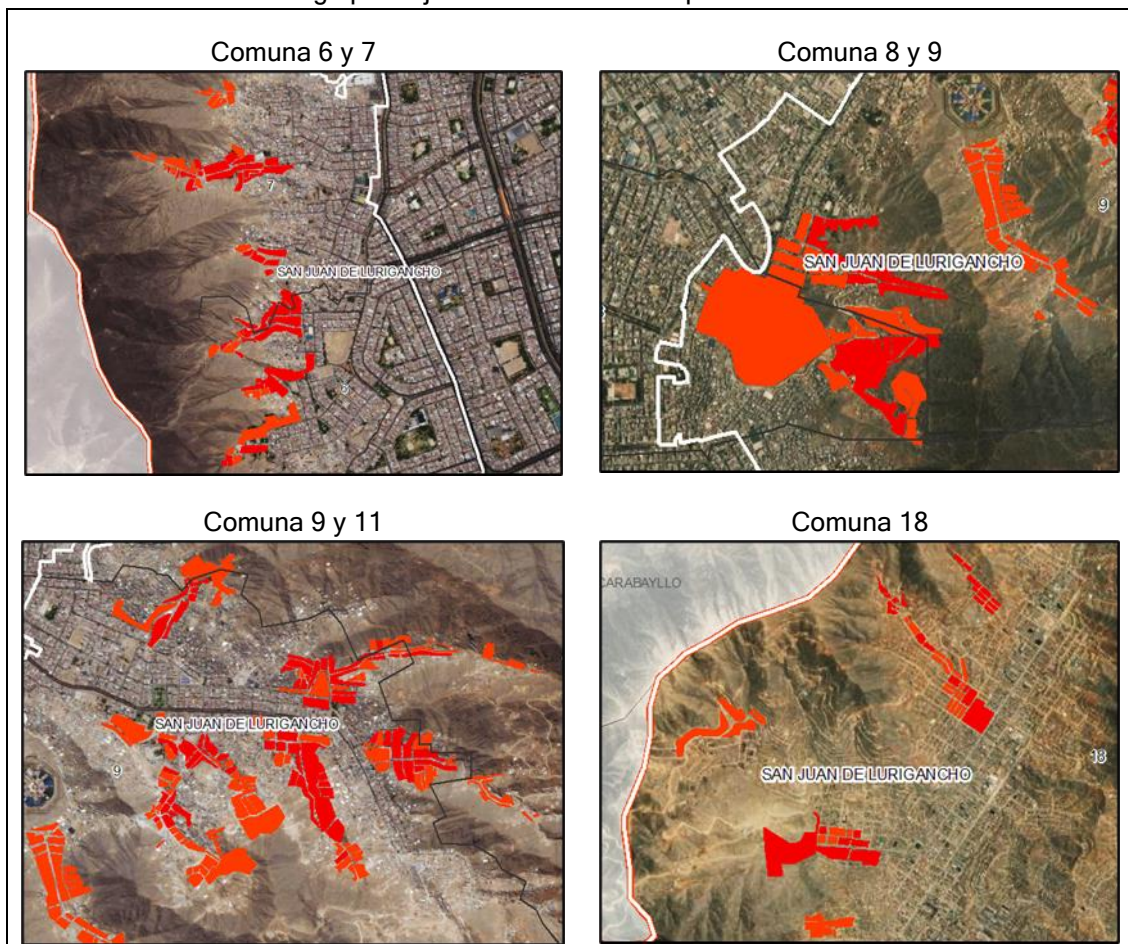 Comuna 6 y 7
Comuna 8 y 9
7
SAN JUAN DE LURIGANCHO
6
9
SAN JUAN DE LURIGANCHO
Comuna 9 y 11
Comuna 18
SAN JUAN DE LURIGANCHO
9
CARABAYLLO
18
SAN JUAN DE LURIGANCHO